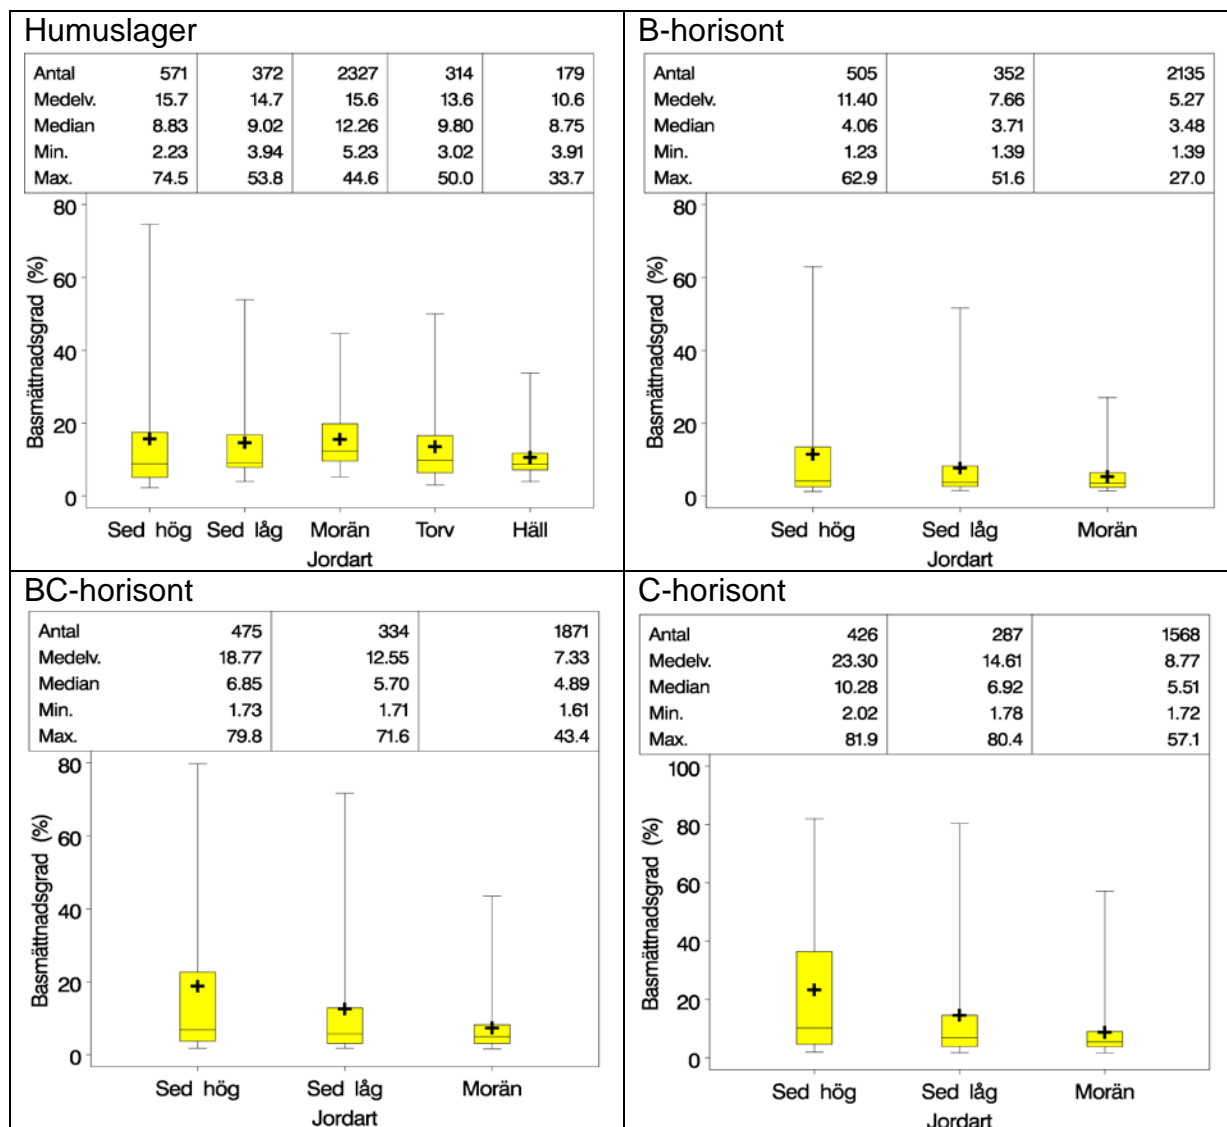 Humuslager
Antal 571 372 2327 314 179
Medelv. 15.7 14.7 15.6 13.6 10.6
Median 8.83 9.02 12.26 9.80 8.75
Min. 2.23 3.94 5.23 3.02 3.91
Max. 74.5 53.8 44.6 50.0 33.7
Basmättnadsgrad (%)
80
60
40
20
0
Sed hög Sed låg Morän Torv Häll
Jordart
B-horisont
Antal 505 352 2135
Medelv. 11.40 7.66 5.27
Median 4.06 3.71 3.48
Min. 1.23 1.39 1.39
Max. 62.9 51.6 27.0
Basmättnadsgrad (%)
80
60
40
20
0
Sed hög Sed låg Morän
Jordart
BC-horisont
Antal 475 334 1871
Medelv. 18.77 12.55 7.33
Median 6.85 5.70 4.89
Min. 1.73 1.71 1.61
Max. 79.8 71.6 43.4
Basmättnadsgrad (%)
80
60
40
20
0
Sed hög Sed låg Morän
Jordart
C-horisont
Antal 426 287 1568
Medelv. 23.30 14.61 8.77
Median 10.28 6.92 5.51
Min. 2.02 1.78 1.72
Max. 81.9 80.4 57.1
Basmättnadsgrad (%)
100
80
60
40
20
0
Sed hög Sed låg Morän
Jordart